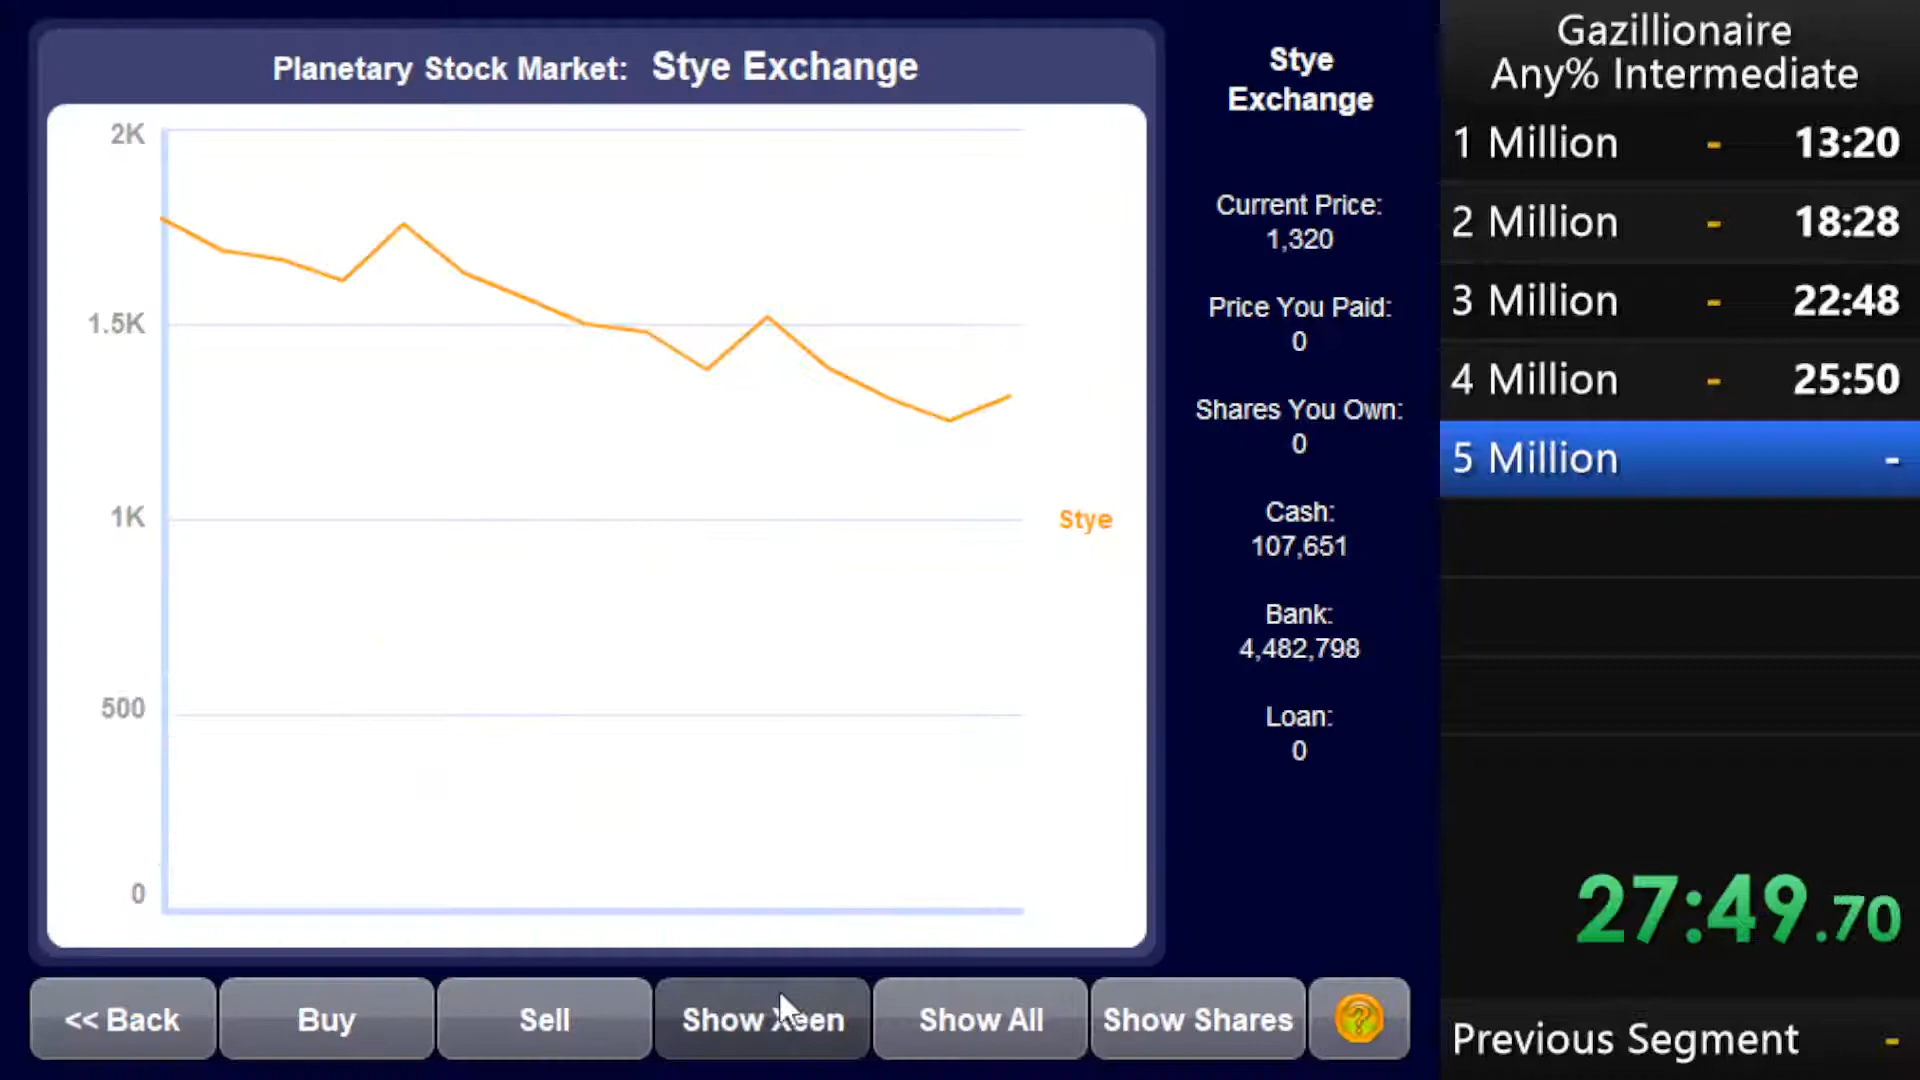 Planetary Stock Market: Stye Exchange
2K
1.5K
1K
500
0
Stye
Stye
Exchange
Current Price:
1,320
Price You Paid:
0
Shares You Own:
0
Cash:
107,651
Bank:
4,482,798
Loan:
0
<< Back
Buy
Sell
Show Xeen
Show All
Show Shares
?
Gazillionaire
Any% Intermediate
1 Million - 13:20
2 Million - 18:28
3 Million - 22:48
4 Million - 25:50
5 Million -
27:49.70
Previous Segment -